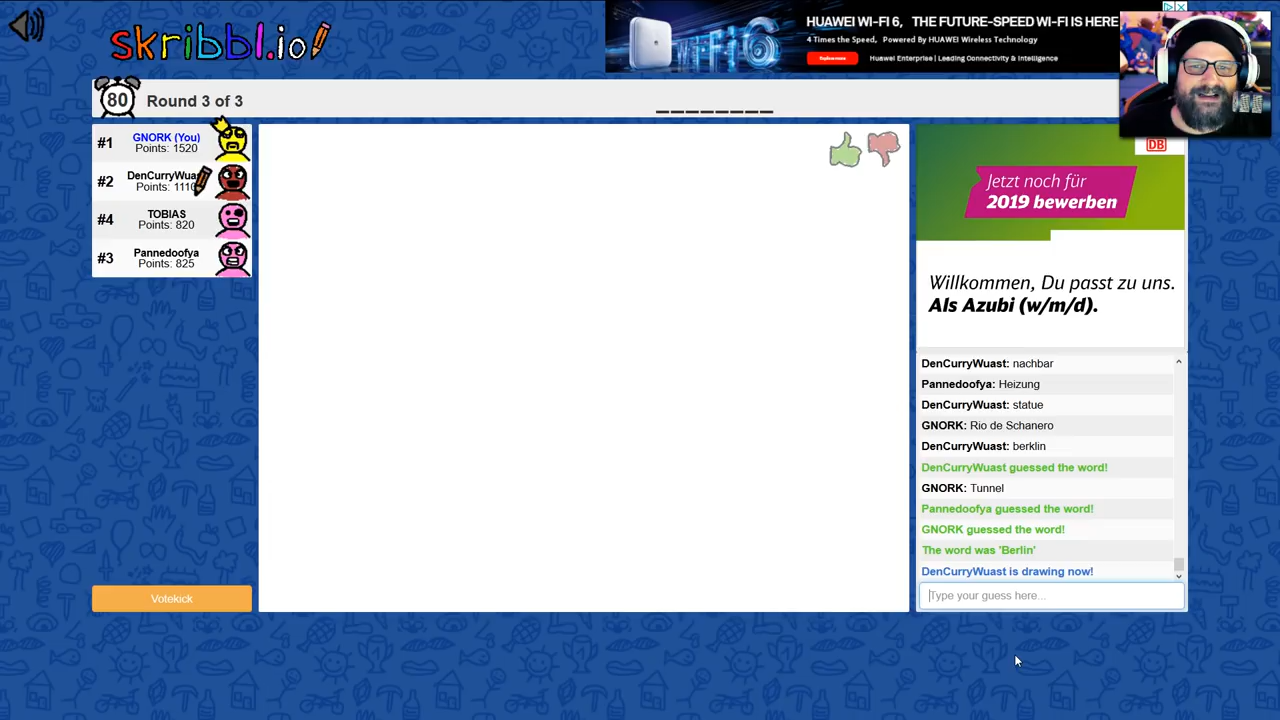 skribbl.io
HUAWEI WI-FI 6, THE FUTURE-SPEED WI-FI IS HERE
4 Times the Speed, Powered By HUAWEI Wireless Technology
Huawei Enterprise | Leading Connectivity & Intelligence
80
Round 3 of 3
________
#1
GNORK (You)
Points: 1520
#2
DenCurryWuast
Points: 1110
#4
TOBIAS
Points: 820
#3
Pannedoofya
Points: 825
Votekick
DB
Jetzt noch für
2019 bewerben
Willkommen, Du passt zu uns.
Als Azubi (w/m/d).
DenCurryWuast: nachbar
Pannedoofya: Heizung
DenCurryWuast: statue
GNORK: Rio de Schanero
DenCurryWuast: berklin
DenCurryWuast guessed the word!
GNORK: Tunnel
Pannedoofya guessed the word!
GNORK guessed the word!
The word was 'Berlin'
DenCurryWuast is drawing now!
Type your guess here...